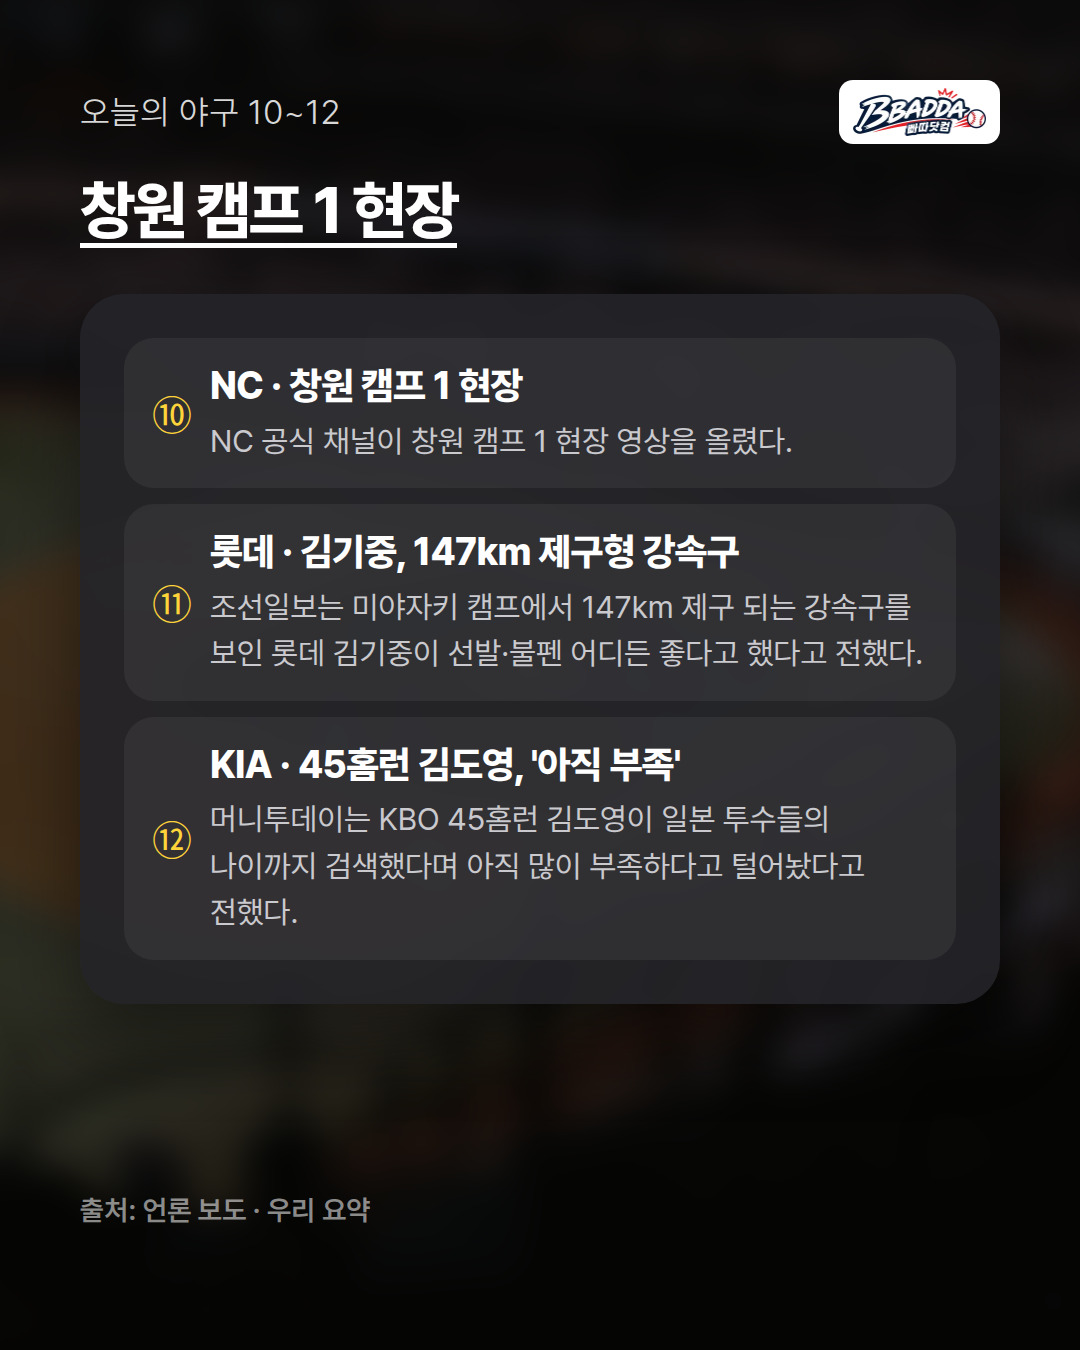 오늘의 야구 10~12
BBADDA
빠따닷컴
창원 캠프 1 현장
⑩
NC · 창원 캠프 1 현장
NC 공식 채널이 창원 캠프 1 현장 영상을 올렸다.
⑪
롯데 · 김기중, 147km 제구형 강속구
조선일보는 미야자키 캠프에서 147km 제구 되는 강속구를
보인 롯데 김기중이 선발·불펜 어디든 좋다고 했다고 전했다.
⑫
KIA · 45홈런 김도영, '아직 부족'
머니투데이는 KBO 45홈런 김도영이 일본 투수들의
나이까지 검색했다며 아직 많이 부족하다고 털어놨다고
전했다.
출처: 언론 보도 · 우리 요약